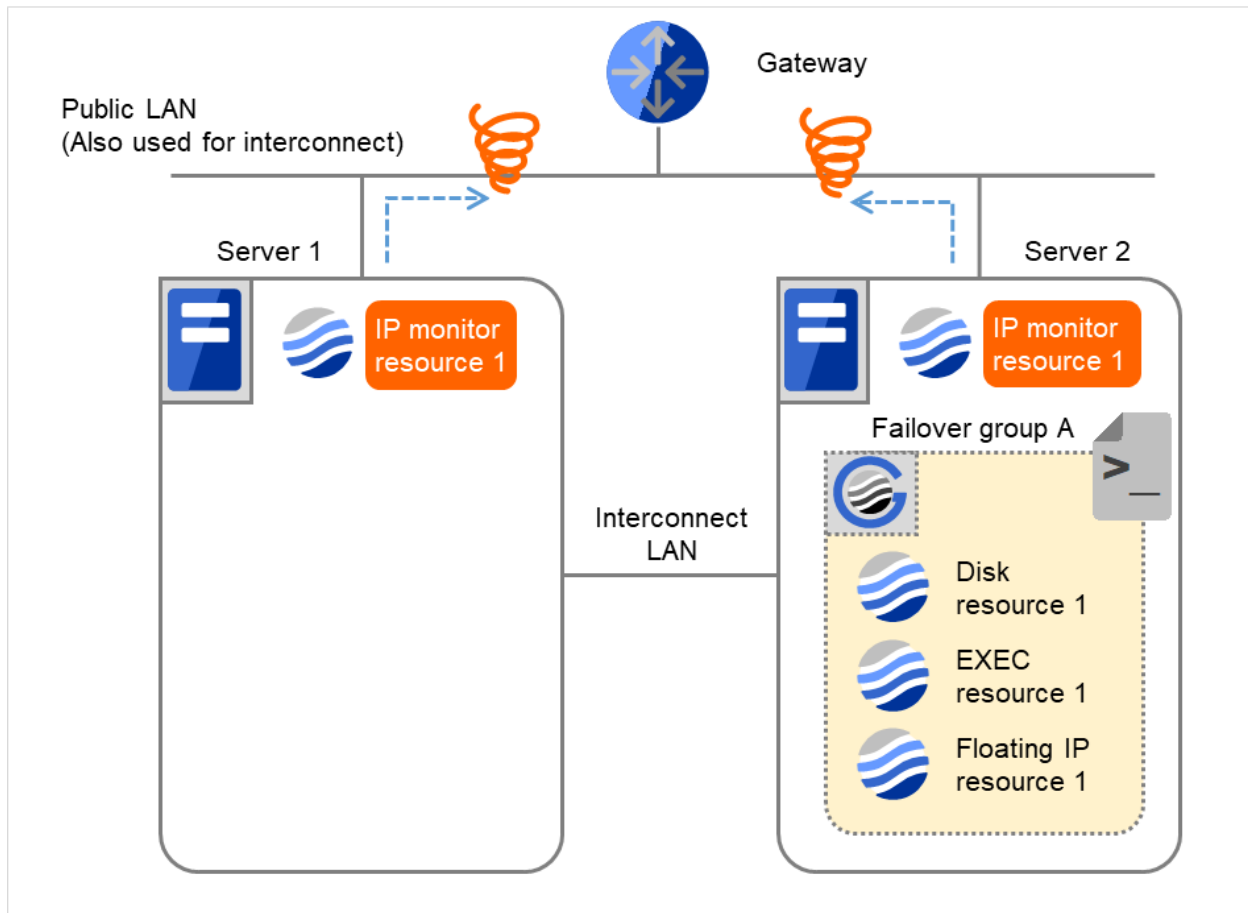 Gateway
Public LAN
(Also used for interconnect)
Server 1
Server 2
IP monitor
resource 1
IP monitor
resource 1
Failover group A
>_
Interconnect
LAN
Disk
resource 1
EXEC
resource 1
Floating IP
resource 1